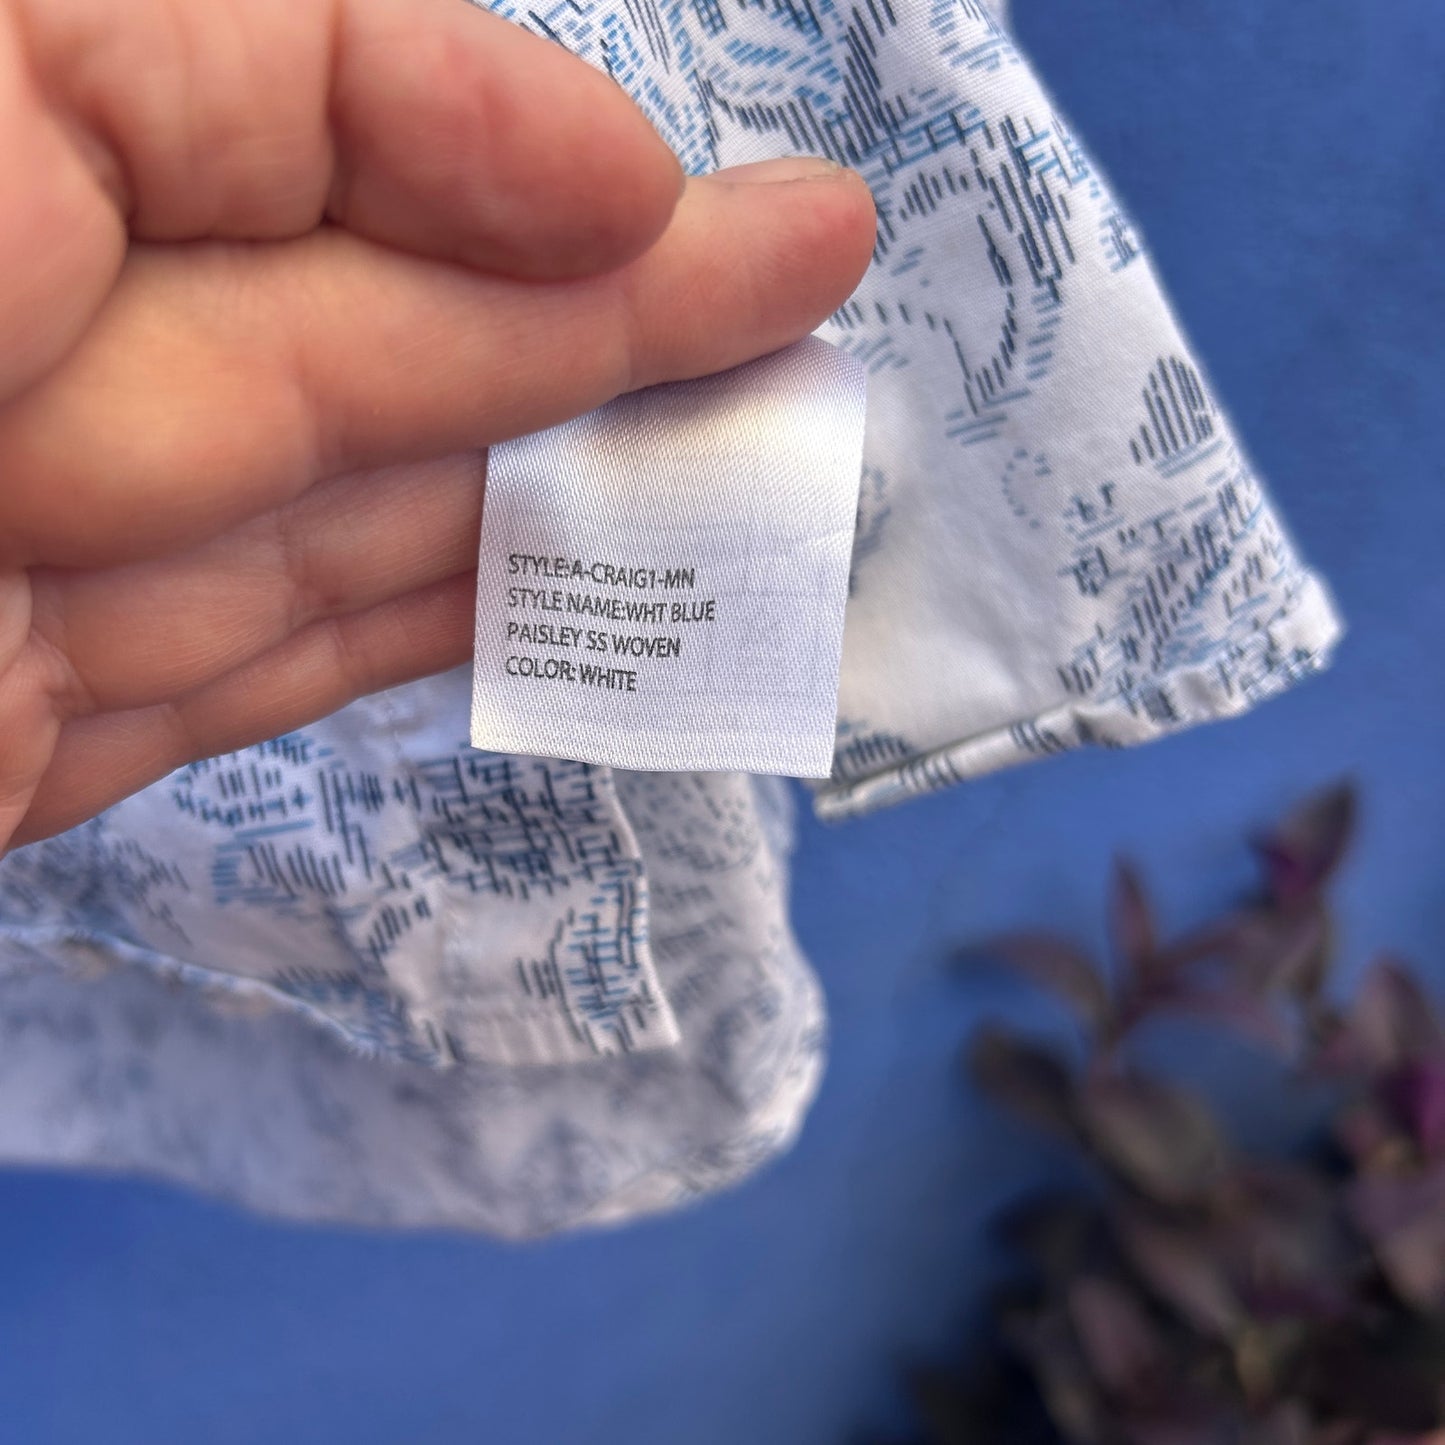 STYLE:A-CRAIG1-MN
STYLE NAME:WHT BLUE
PAISLEY SS WOVEN
COLOR:WHITE